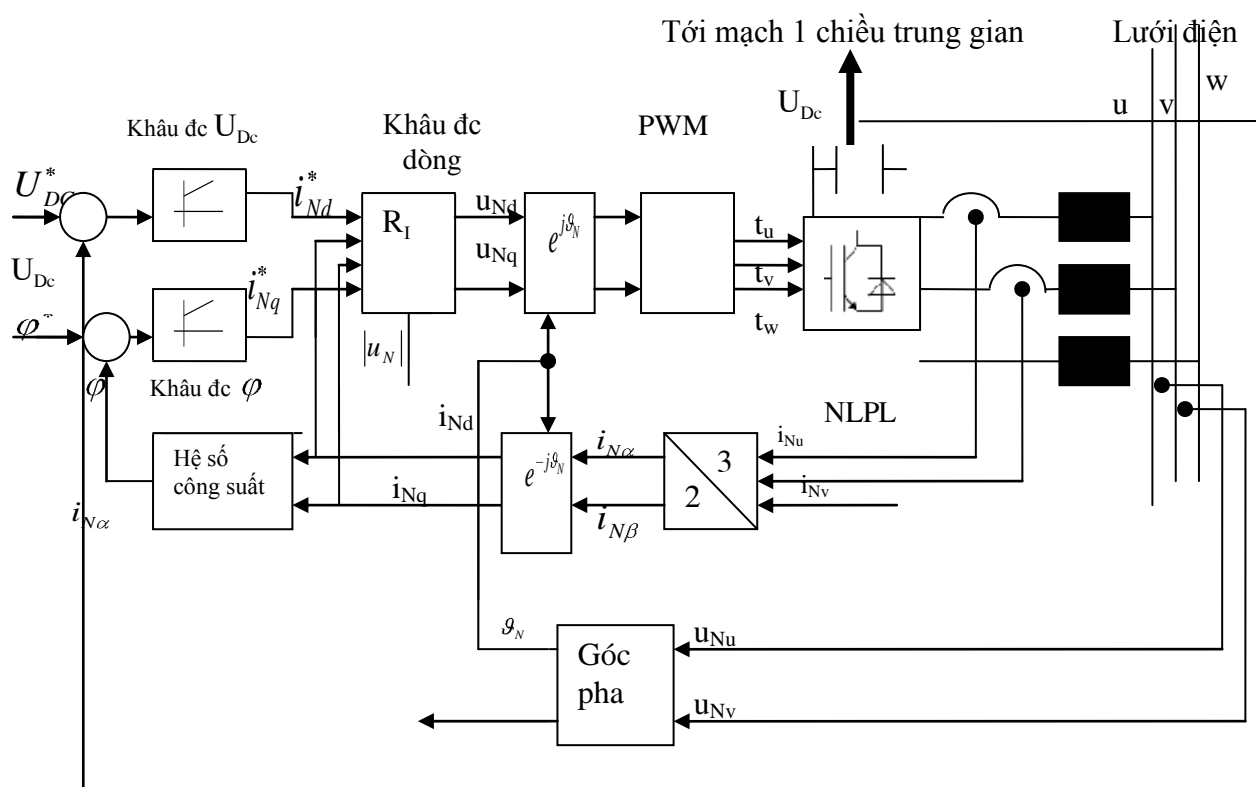 Tới mạch 1 chiều trung gian
Lưới điện
w
u
v
U_Dc
Khâu đc U_Dc
Khâu đc
dòng
PWM
U*_DC
i*_Nd
R_I
u_Nd
e^{jϑ_N}
t_u
u_Nq
U_Dc
i*_Nq
t_v
φ*
|u_N|
t_w
φ
Khâu đc φ
i_Nd
NLPL
Hệ số
công suất
e^{-jϑ_N}
i_Nα
3
2
i_Nu
i_Nq
i_Nv
i_Nα
i_Nβ
ϑ_N
Góc
pha
u_Nu
u_Nv